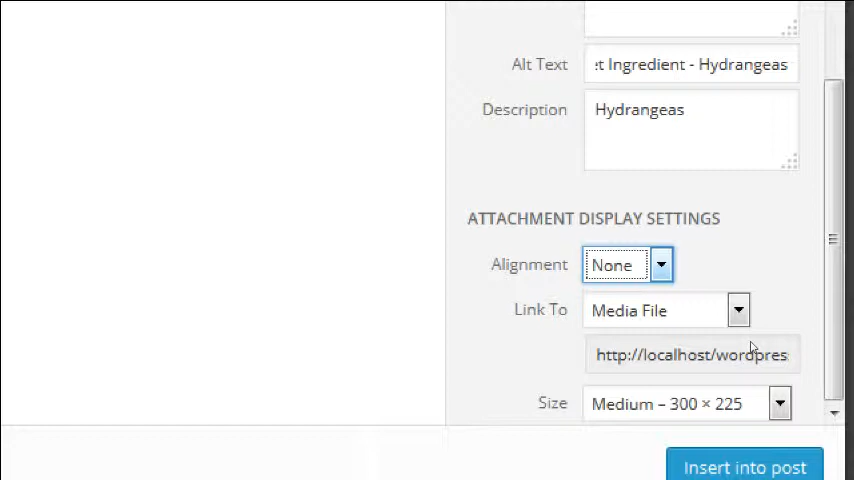 Alt Text et Ingredient - Hydrangeas
Description Hydrangeas
ATTACHMENT DISPLAY SETTINGS
Alignment None
Link To Media File
http://localhost/wordpres
Size Medium – 300 × 225
Insert into post